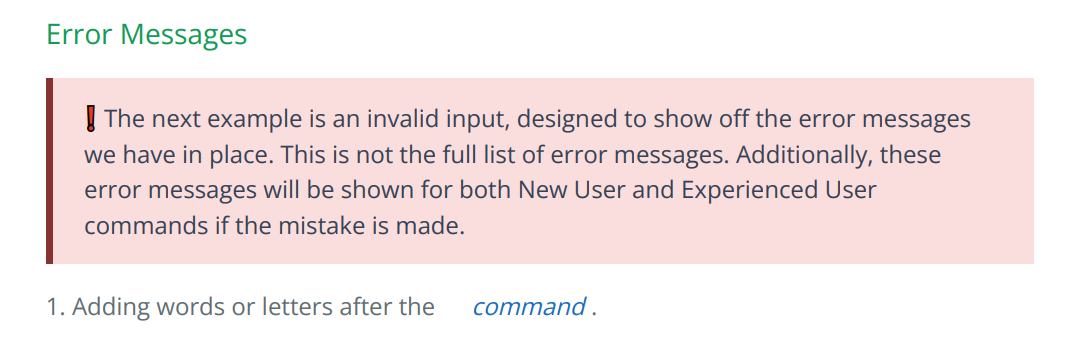 Error Messages
❗ The next example is an invalid input, designed to show off the error messages
we have in place. This is not the full list of error messages. Additionally, these
error messages will be shown for both New User and Experienced User
commands if the mistake is made.
1. Adding words or letters after the command .